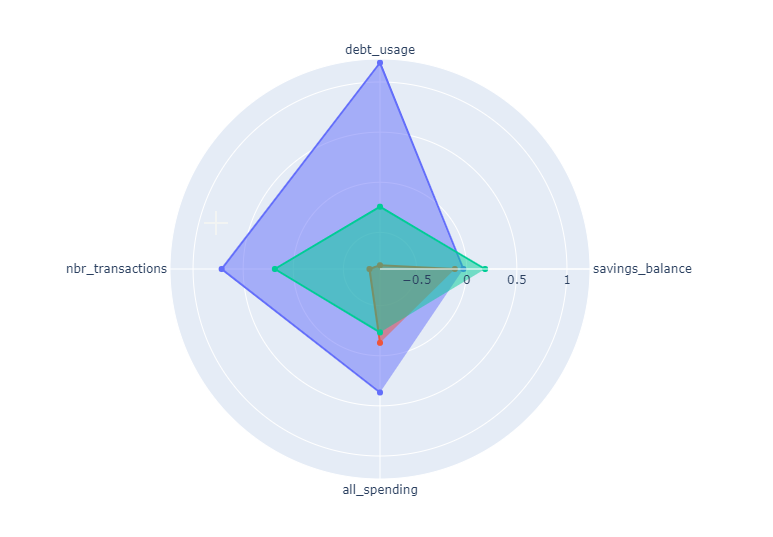 debt_usage
nbr_transactions
savings_balance
−0.5
0
0.5
1
all_spending